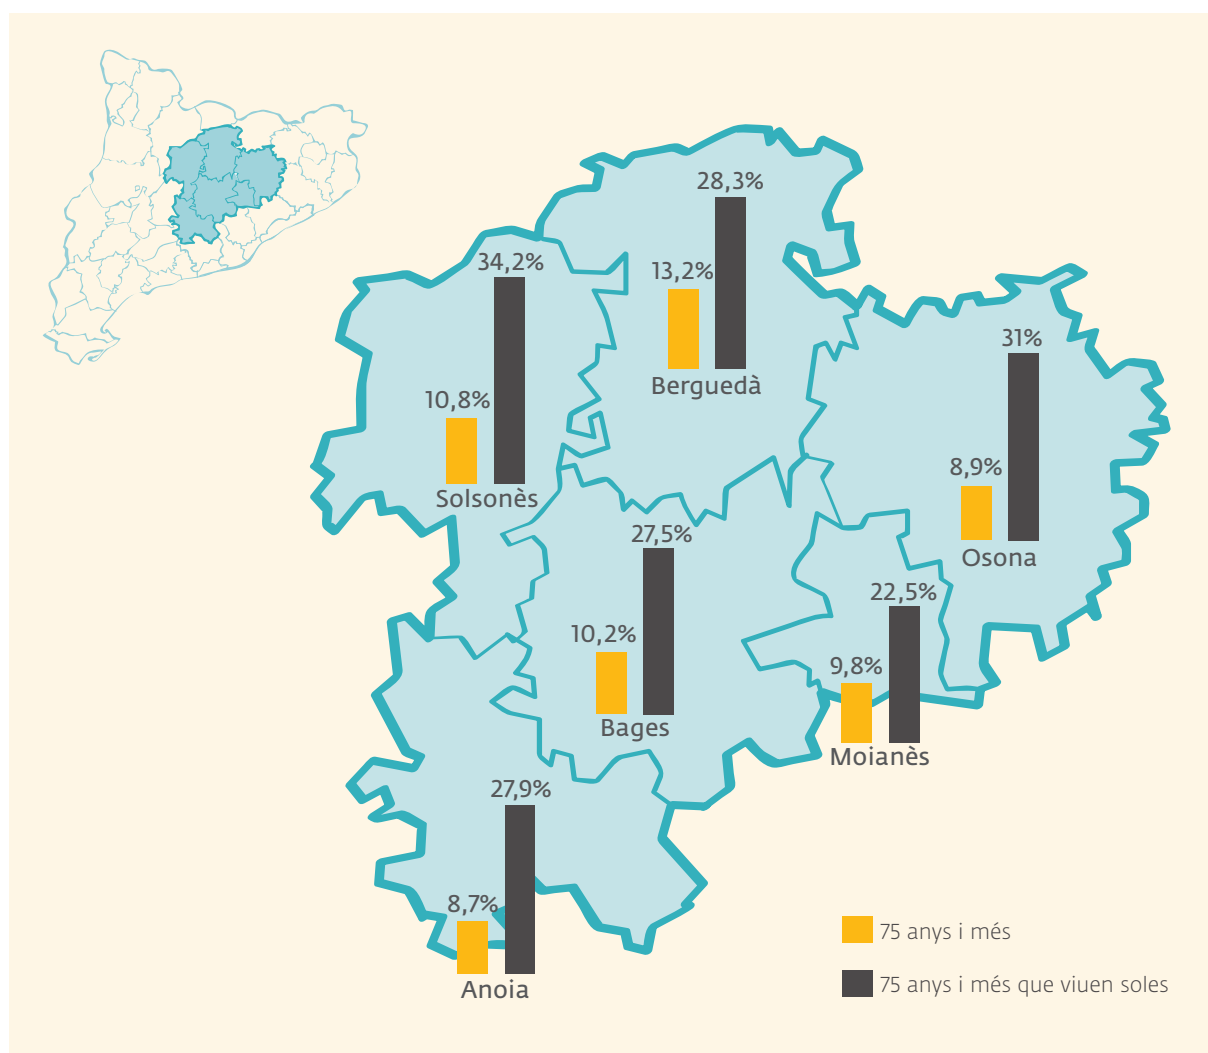 28,3%
13,2%
Berguedà
34,2%
10,8%
Solsonès
31%
8,9%
Osona
27,5%
10,2%
Bages
22,5%
9,8%
Moianès
27,9%
8,7%
Anoia
75 anys i més
75 anys i més que viuen soles